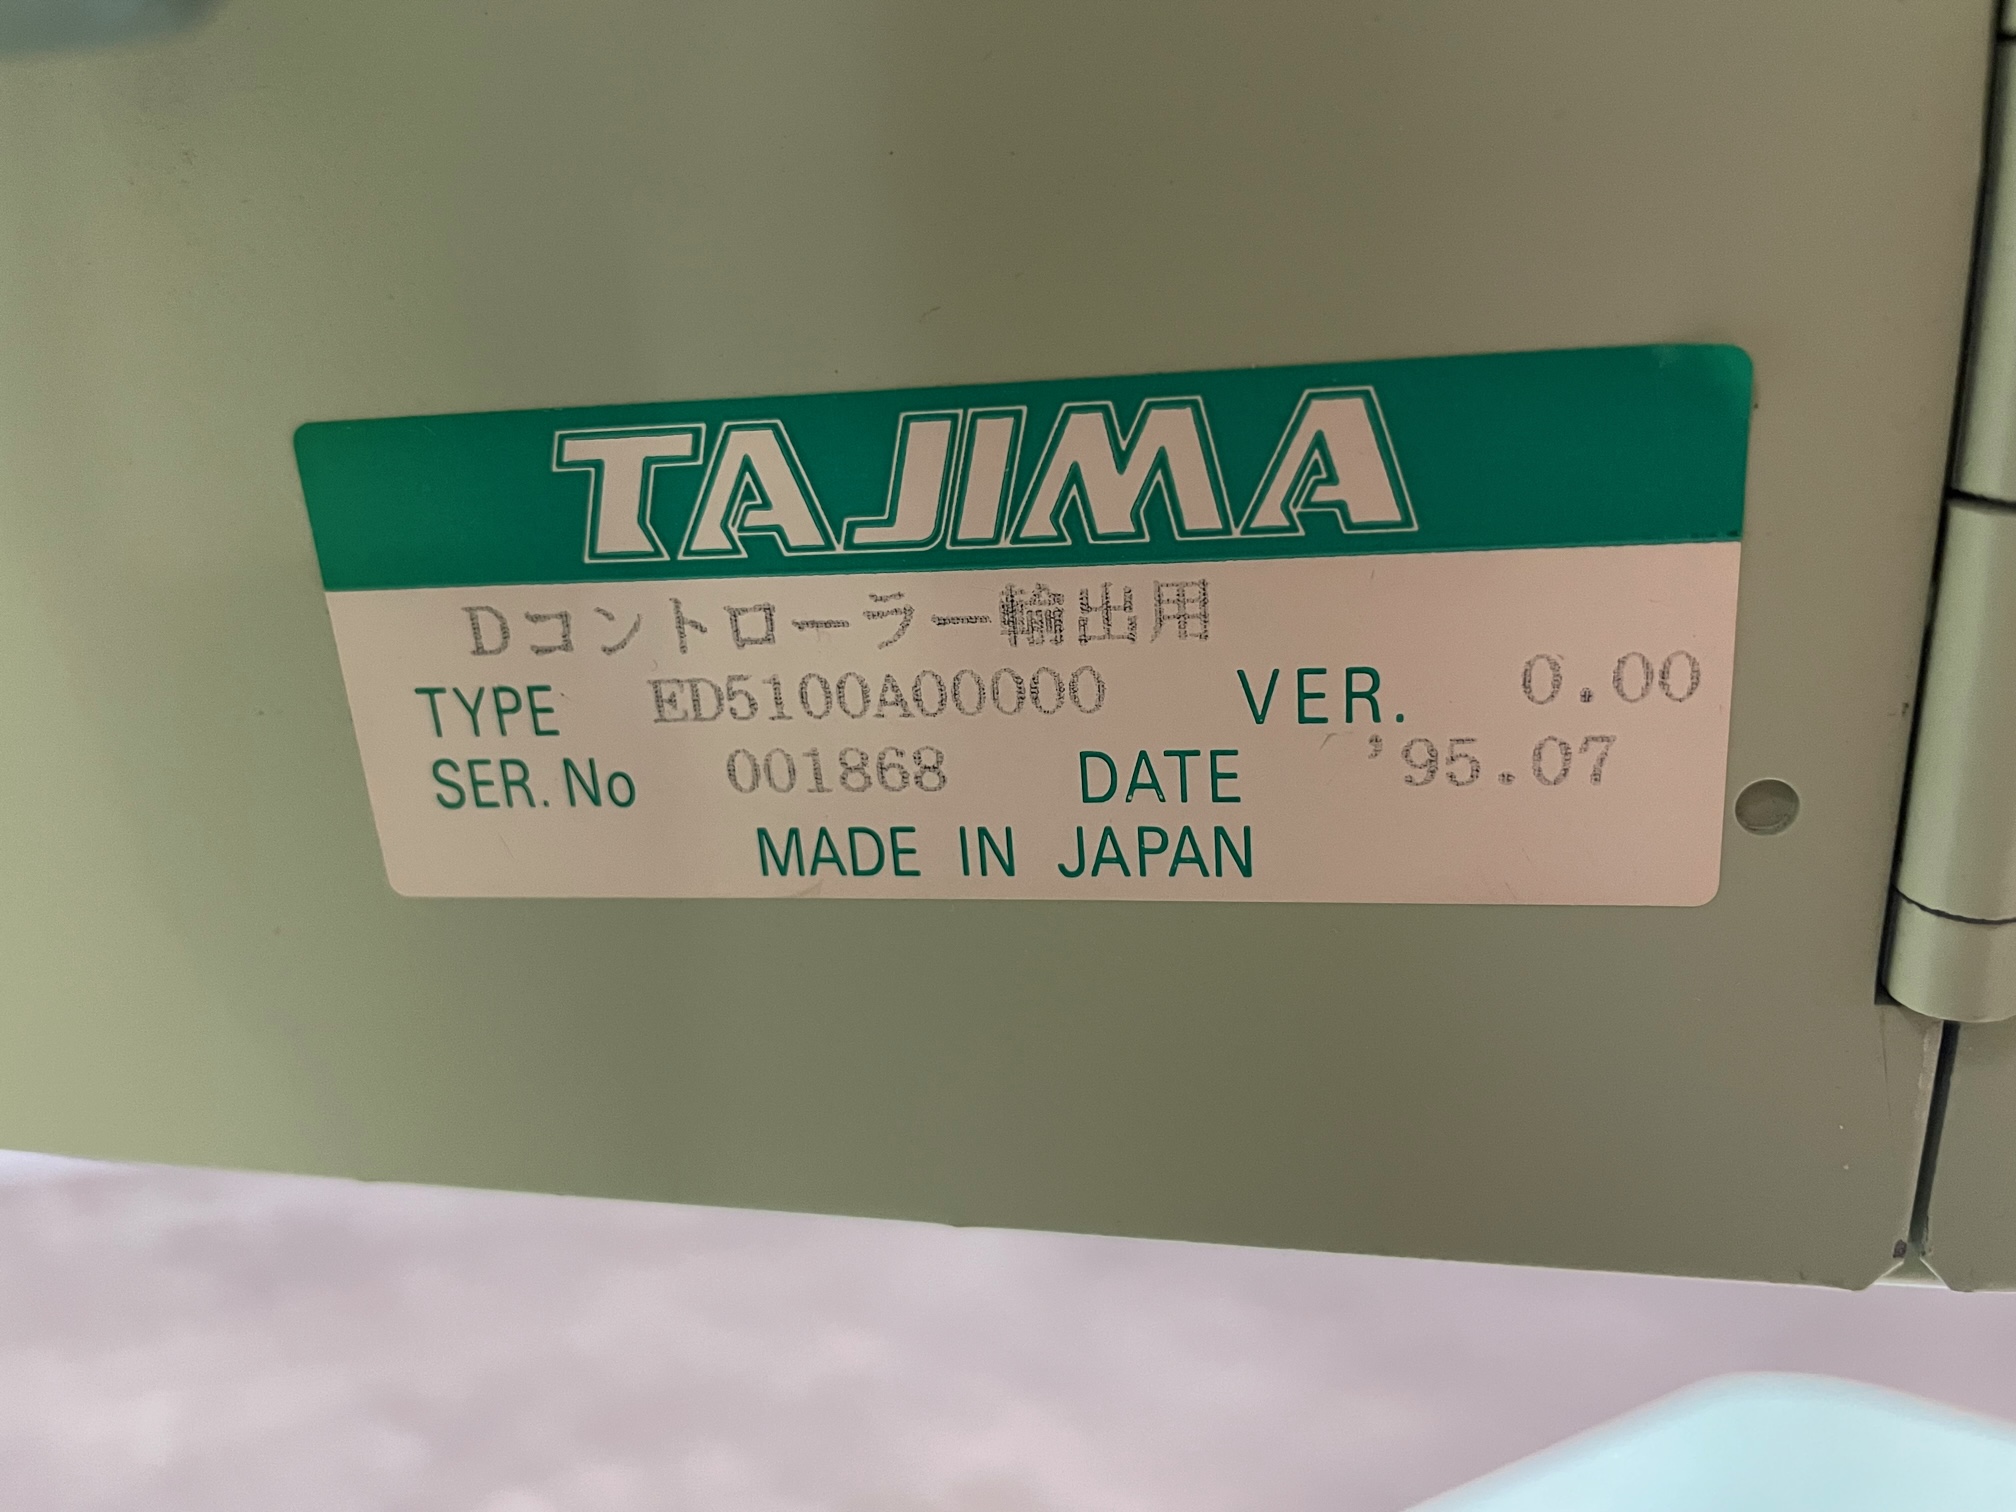 TAJIMA
Dコントローラー輸出用
TYPE ED5100A00000 VER. 0.00
SER. No 001868 DATE '95.07
MADE IN JAPAN